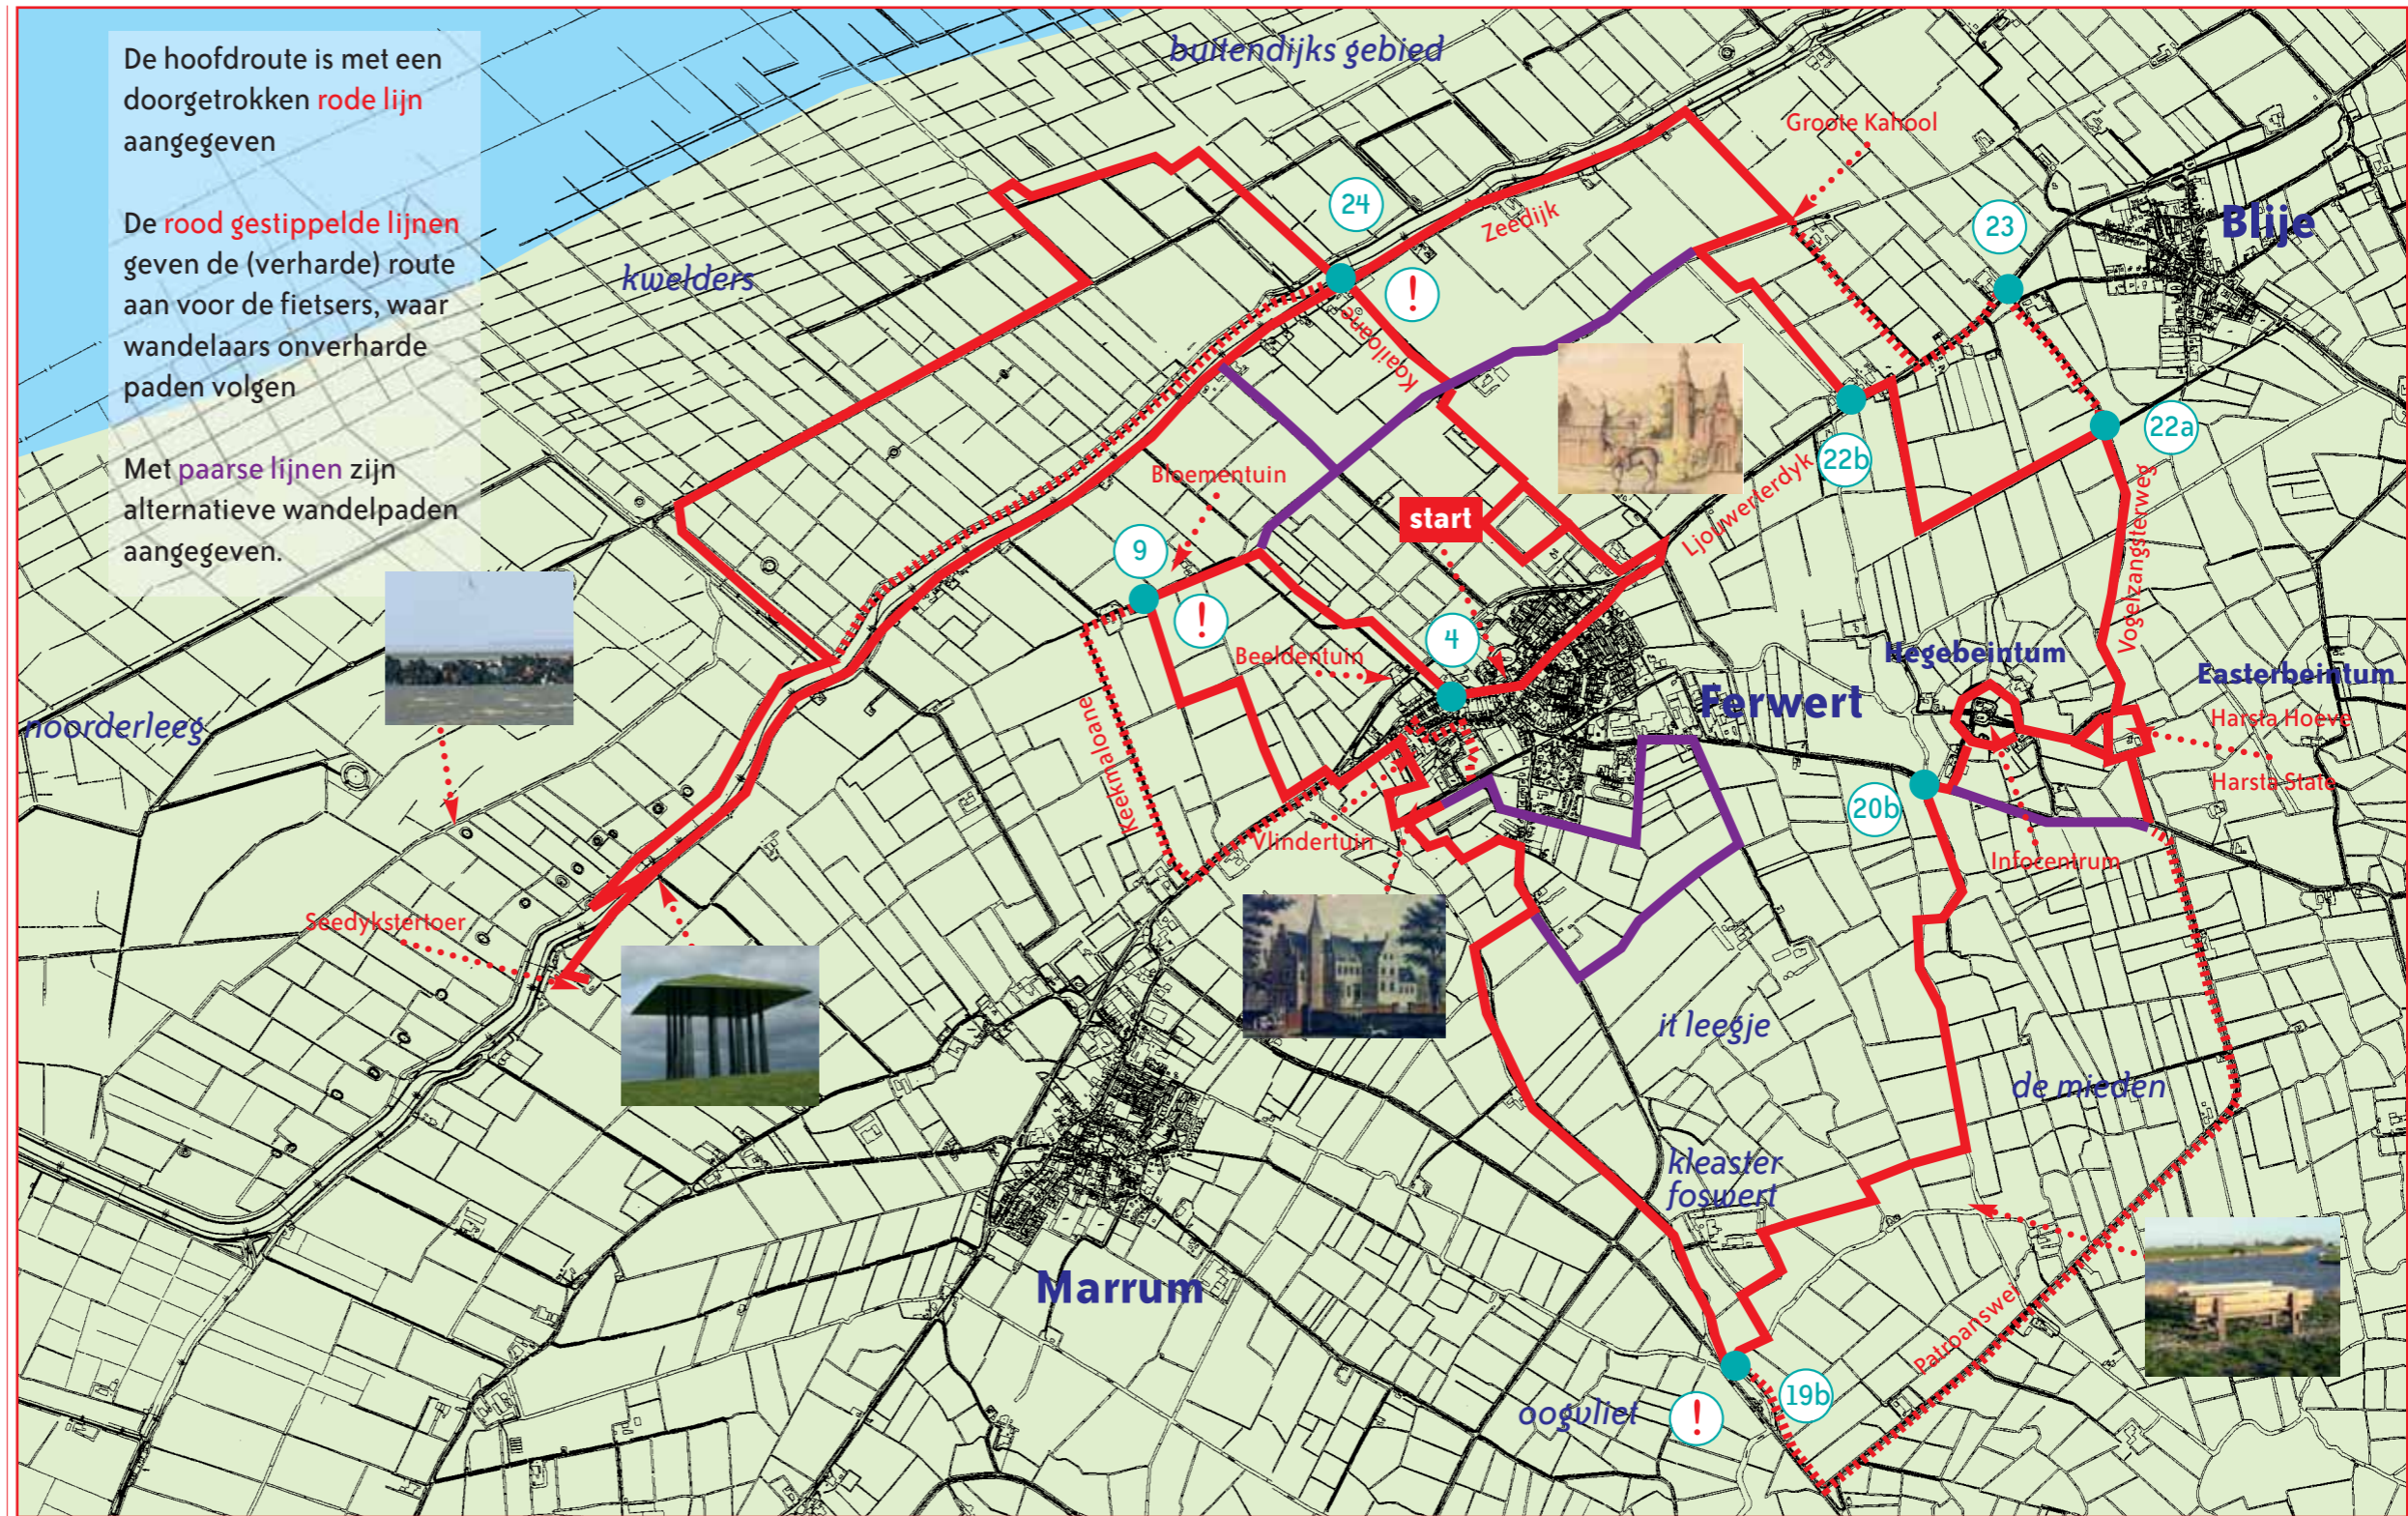 De hoofdroute is met een
doorgetrokken rode lijn
aangegeven
De rood gestippelde lijnen
geven de (verharde) route
aan voor de fietsers, waar
wandelaars onverharde
paden volgen
Met paarse lijnen zijn
alternatieve wandelpaden
aangegeven.
buitendijks gebied
Groote Kahool
24
Zeedijk
23
Blije
kwelders
!
Kqailoane
Bloementuin
start
22b
22a
Ljouwerterdyk
Vogelzangsterweg
9
!
4
Beeldentuin
Hegebeintum
Easterbeintum
Ferwert
noorderleeg
Harsta Hoeve
Harsta State
Keekmaloane
20b
Vlindertuin
Infocentrum
Seedykstertoer
it leegje
de mieden
kleaster
foswert
Marrum
Patroanswei
19b
oogvliet
!